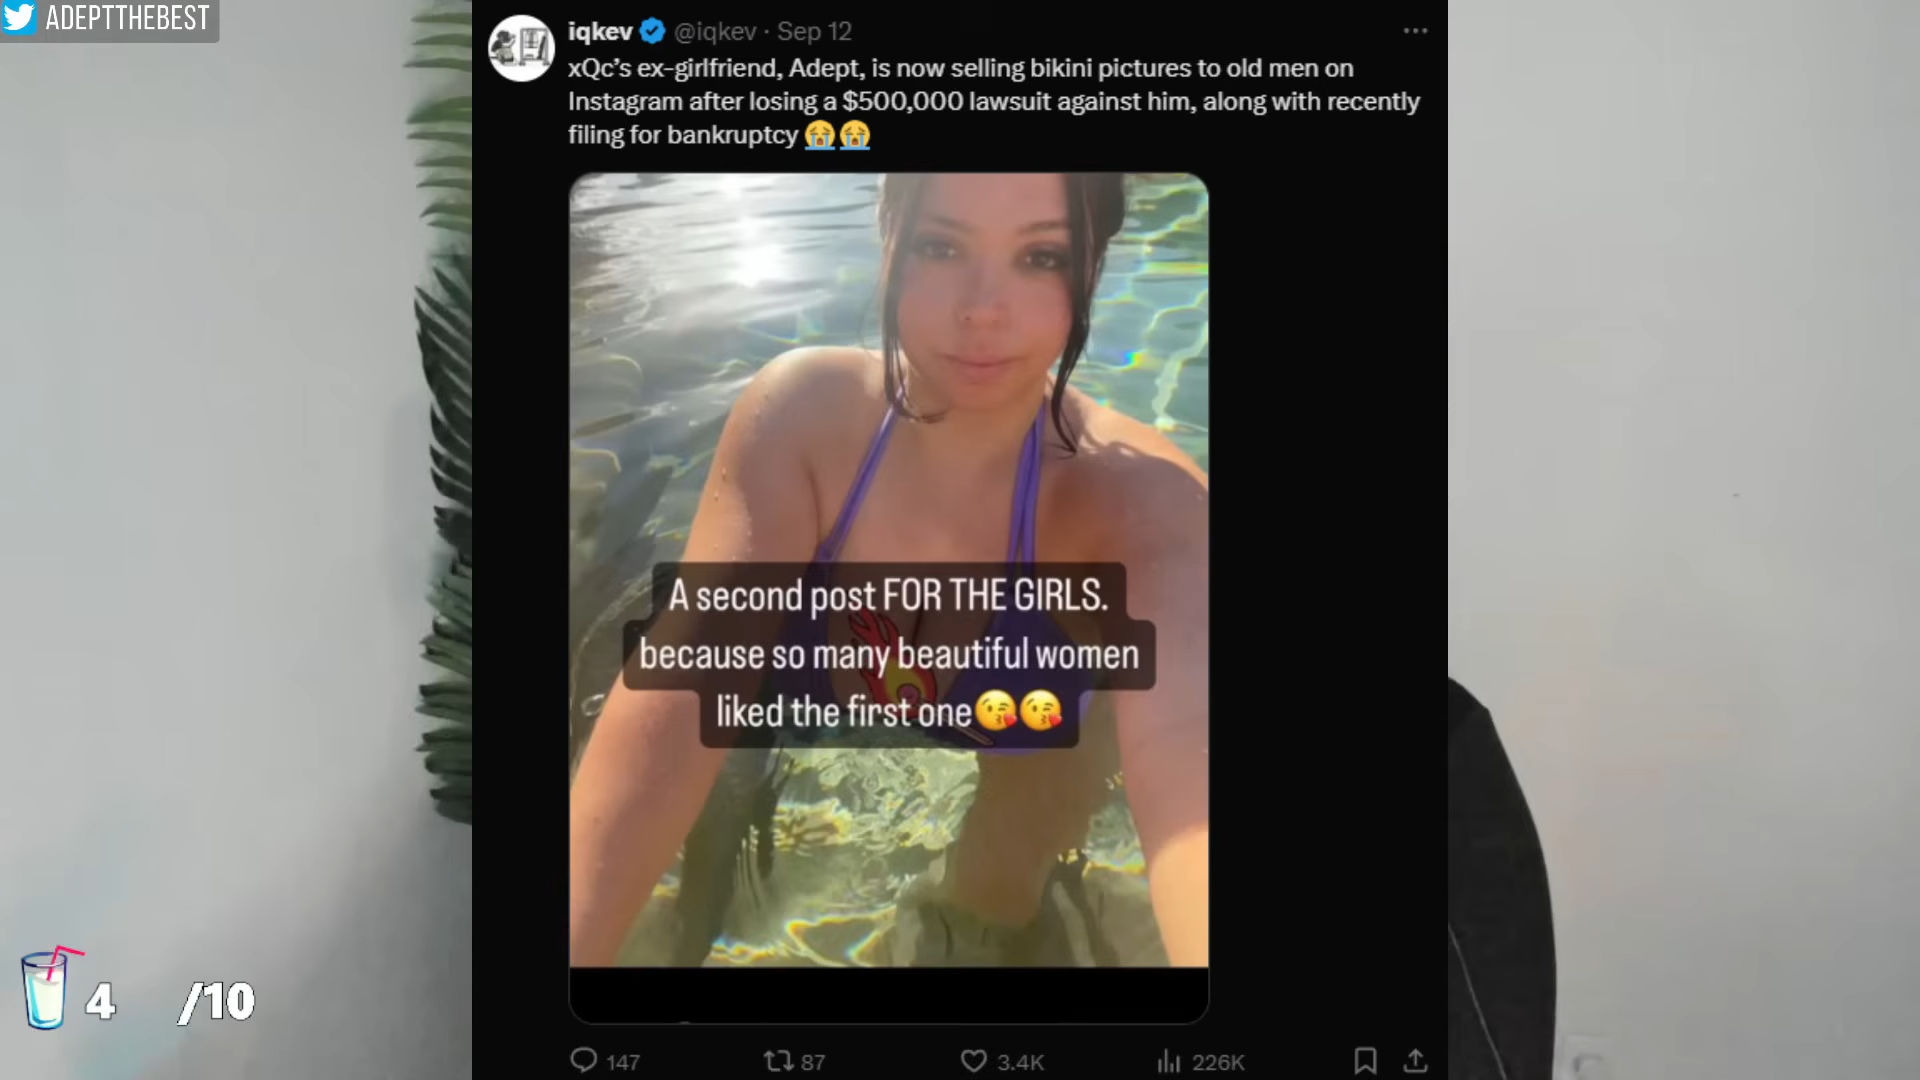 ADEPTTHEBEST
iqkev @iqkev · Sep 12
xQc's ex-girlfriend, Adept, is now selling bikini pictures to old men on
Instagram after losing a $500,000 lawsuit against him, along with recently
filing for bankruptcy 😭😭
A second post FOR THE GIRLS.
because so many beautiful women
liked the first one😘😘
4 /10
147 87 3.4K 226K